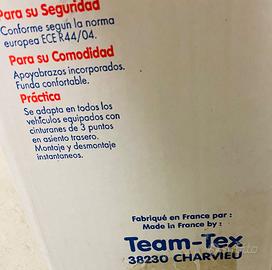 Para su Seguridad
Conforme según la norma
europea ECE R44/04.
Para su Comodidad
Apoyabrazos incorporados.
Funda confortable.
Práctica
Se adapta en todos los
vehículos equipados con
cinturones de 3 puntos
en asiento trasero.
Montaje y desmontaje
instantaneos.
Fabriqué en France par :
Made in France by :
Team-Tex
38230 CHARVIEU